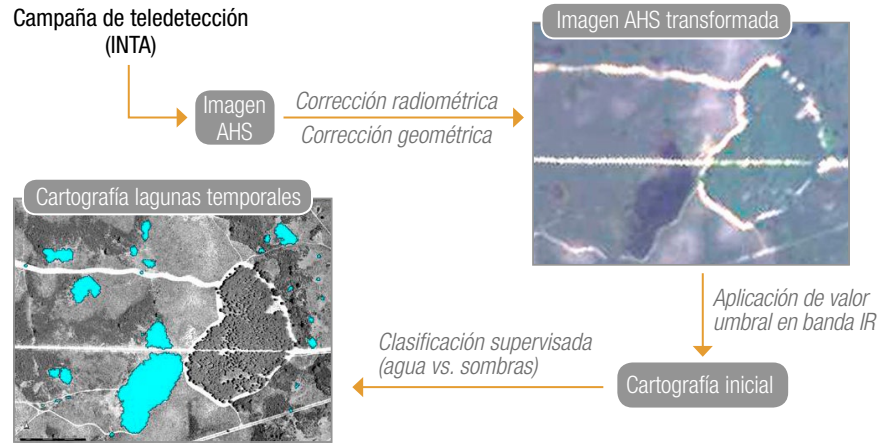 Campaña de teledetección
(INTA)
Imagen
AHS
Corrección radiométrica
Corrección geométrica
Imagen AHS transformada
Aplicación de valor
umbral en banda IR
Cartografía inicial
Clasificación supervisada
(agua vs. sombras)
Cartografía lagunas temporales